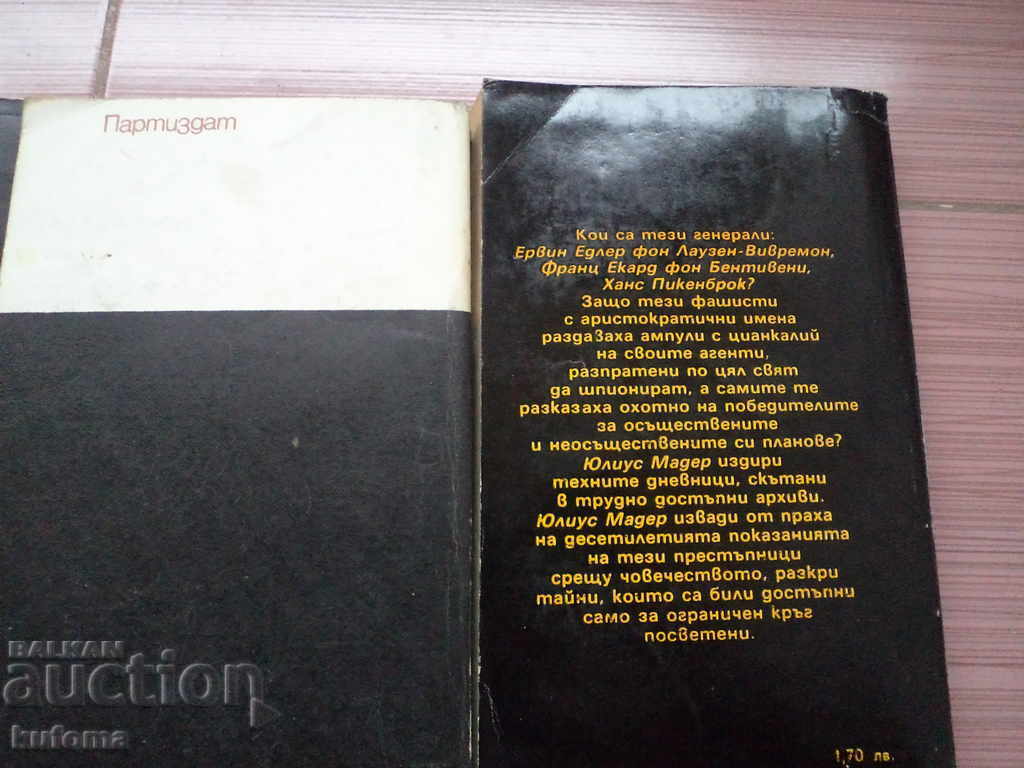 Партиздат
Кои са тези генерали:
Ервин Едлер фон Лаузен-Вивремон,
Франц Екард фон Бентивени,
Ханс Пикенброк?
Защо тези фашисти
с аристократични имена
раздаваха ампули с цианкалий
на своите агенти,
разпратени по цял свят
да шпионират, а самите те
разказаха охотно на победителите
за осъществените
и неосъществените си планове?
Юлиус Мадер издири
техните дневници, скътани
в трудно достъпни архиви.
Юлиус Мадер извади от праха
на десетилетията показанията
на тези престъпници
срещу човечеството, разкри
тайни, които са били достъпни
само за ограничен кръг
посветени.
1,70 лв.
BALKAN
auction
kufoma